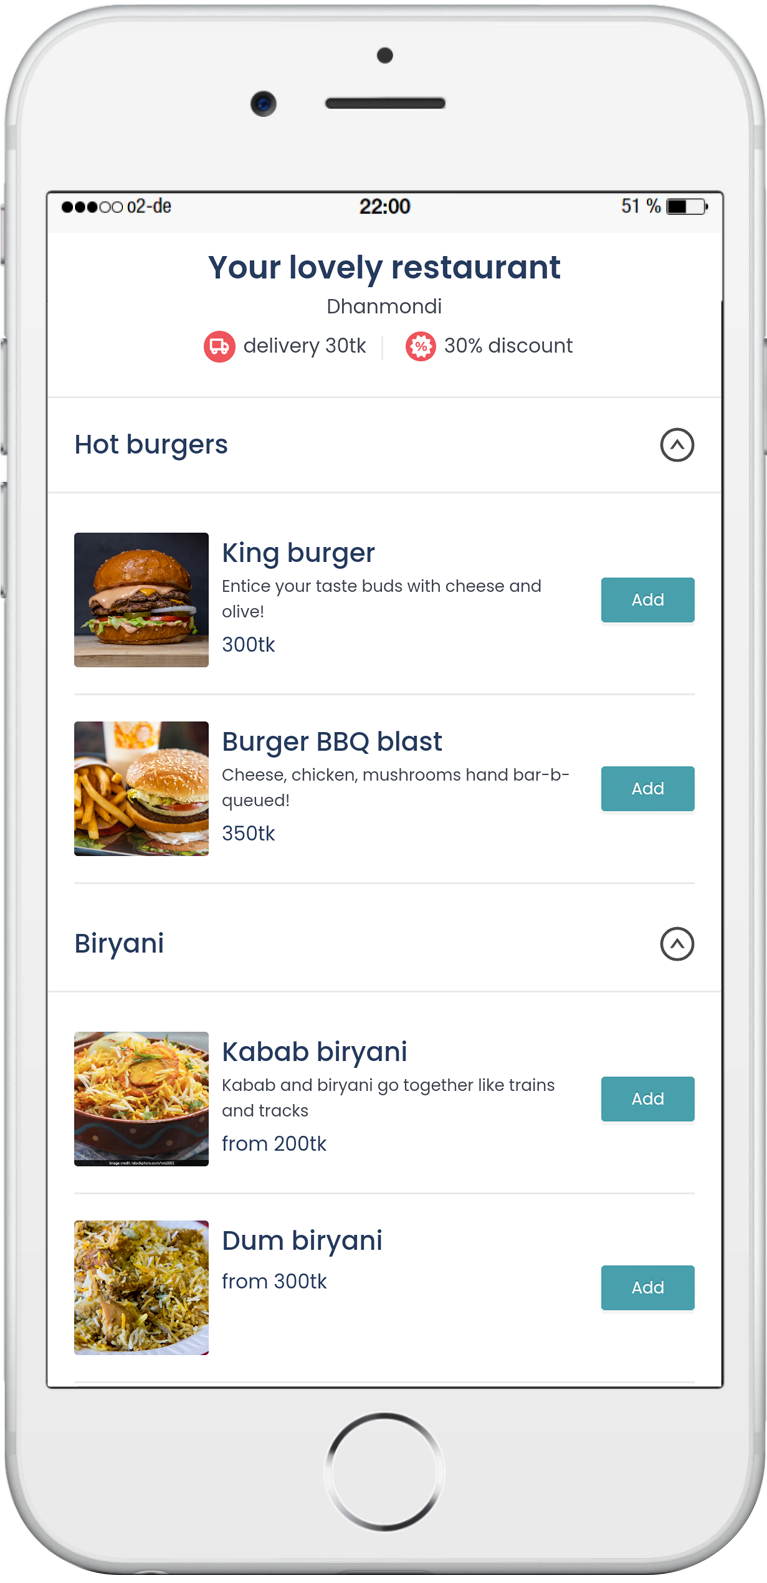 o2-de 22:00 51 %
Your lovely restaurant
Dhanmondi
delivery 30tk 30% discount
Hot burgers
King burger
Entice your taste buds with cheese and
olive!
300tk
Add
Burger BBQ blast
Cheese, chicken, mushrooms hand bar-b-
queued!
350tk
Add
Biryani
Kabab biryani
Kabab and biryani go together like trains
and tracks
from 200tk
Add
Dum biryani
from 300tk
Add